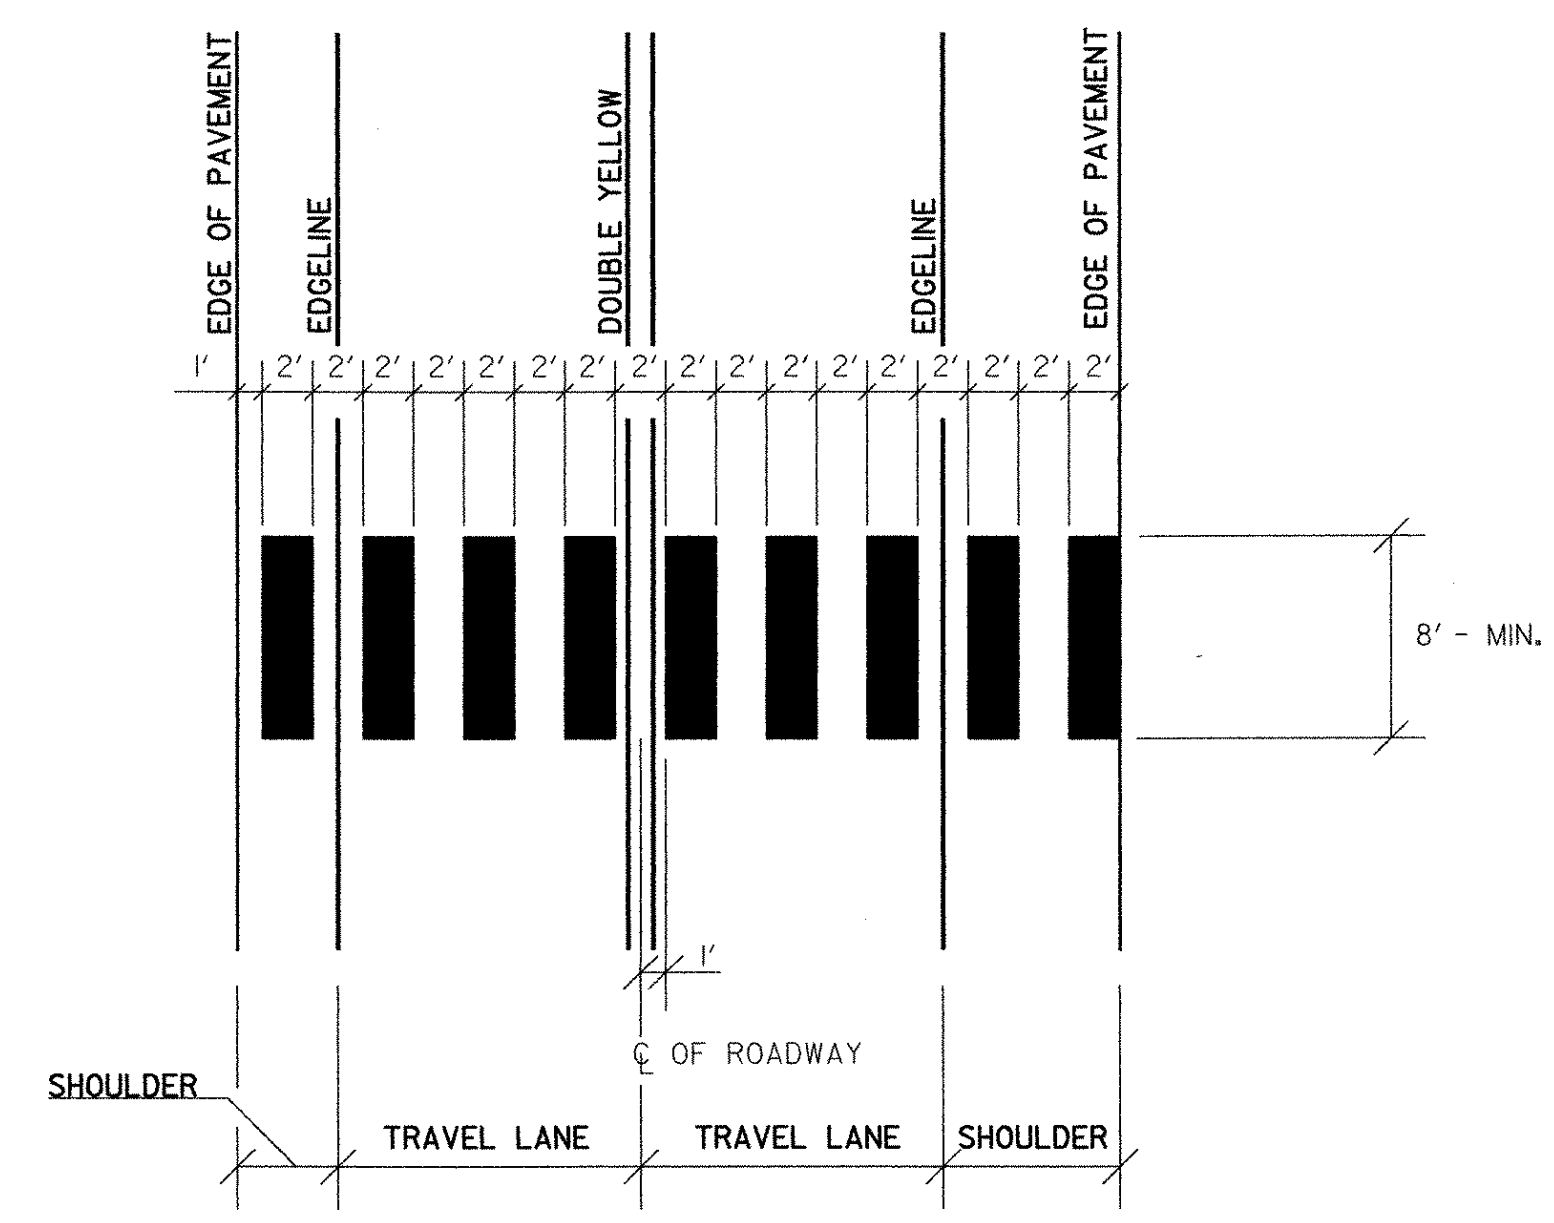 EDGE OF PAVEMENT
EDGELINE
DOUBLE YELLOW
EDGELINE
EDGE OF PAVEMENT
1' 2' 2' 2' 2' 2' 2' 2' 2' 2' 2' 2' 2' 2' 2' 2' 2' 2'
8' - MIN.
1'
℄ OF ROADWAY
SHOULDER
TRAVEL LANE TRAVEL LANE SHOULDER